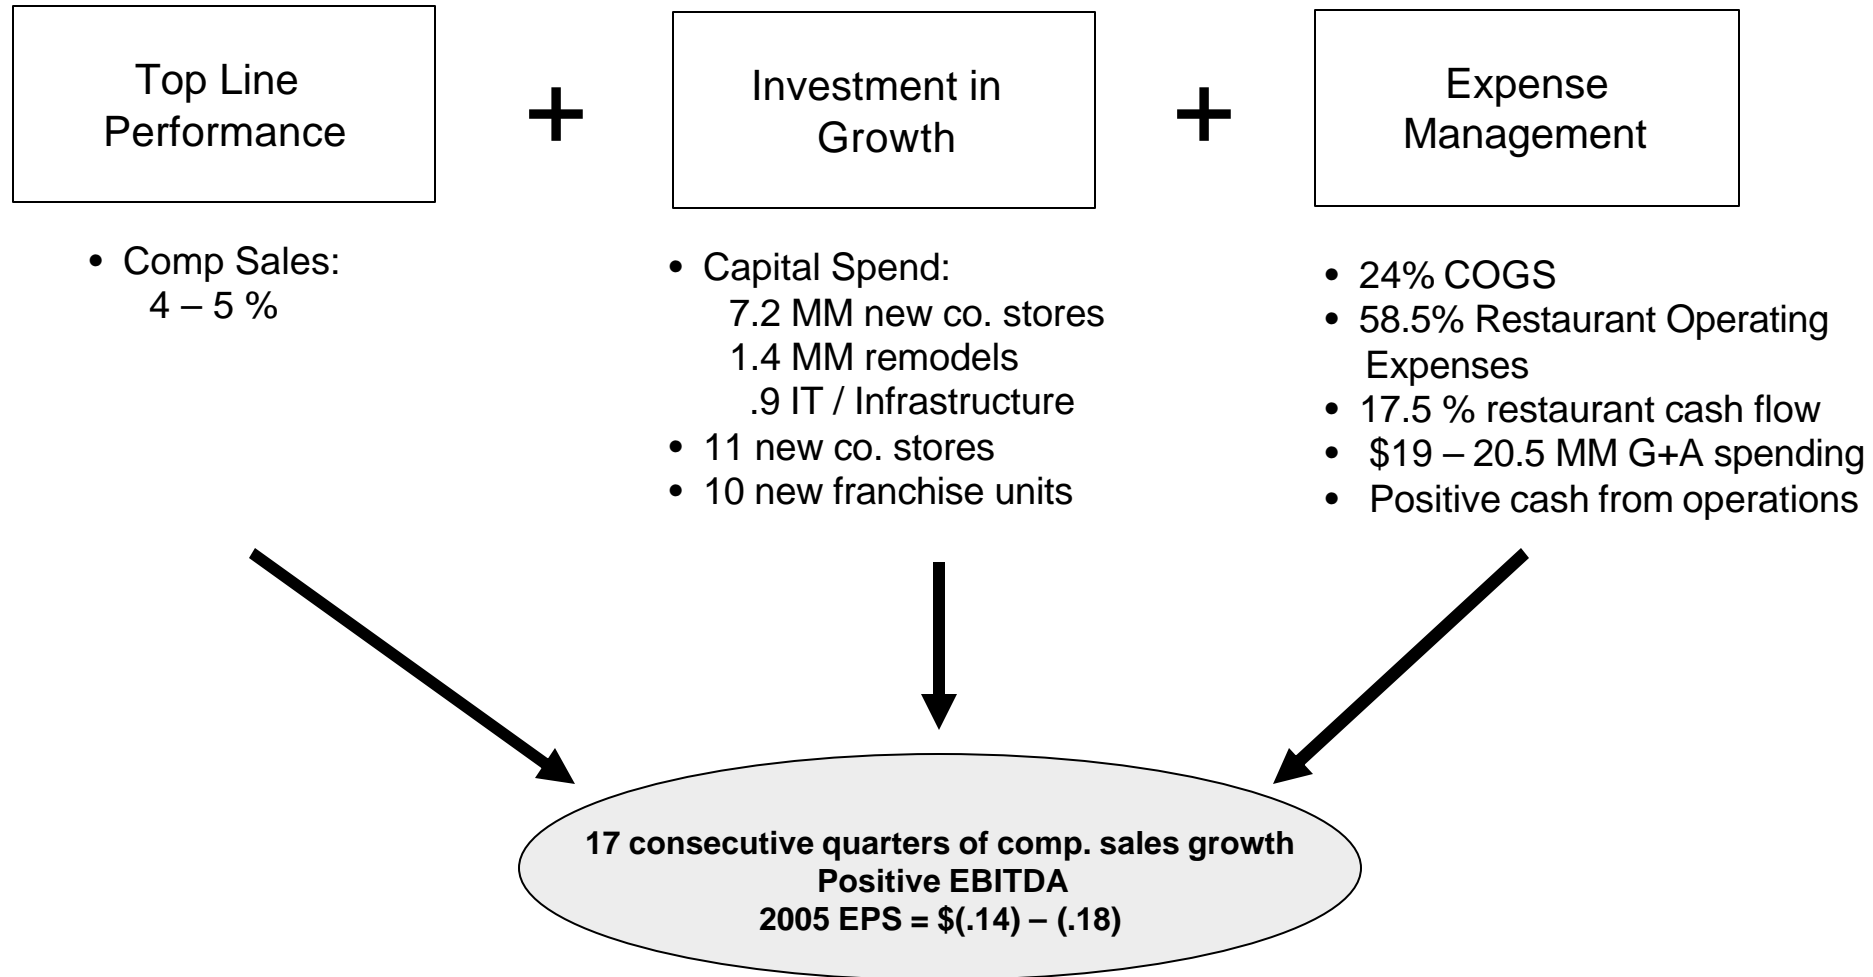 Top Line
Performance
+
Investment in
Growth
+
Expense
Management
• Comp Sales:
4 – 5 %
• Capital Spend:
7.2 MM new co. stores
1.4 MM remodels
.9 IT / Infrastructure
• 11 new co. stores
• 10 new franchise units
• 24% COGS
• 58.5% Restaurant Operating
Expenses
• 17.5 % restaurant cash flow
• $19 – 20.5 MM G+A spending
• Positive cash from operations
17 consecutive quarters of comp. sales growth
Positive EBITDA
2005 EPS = $(.14) – (.18)